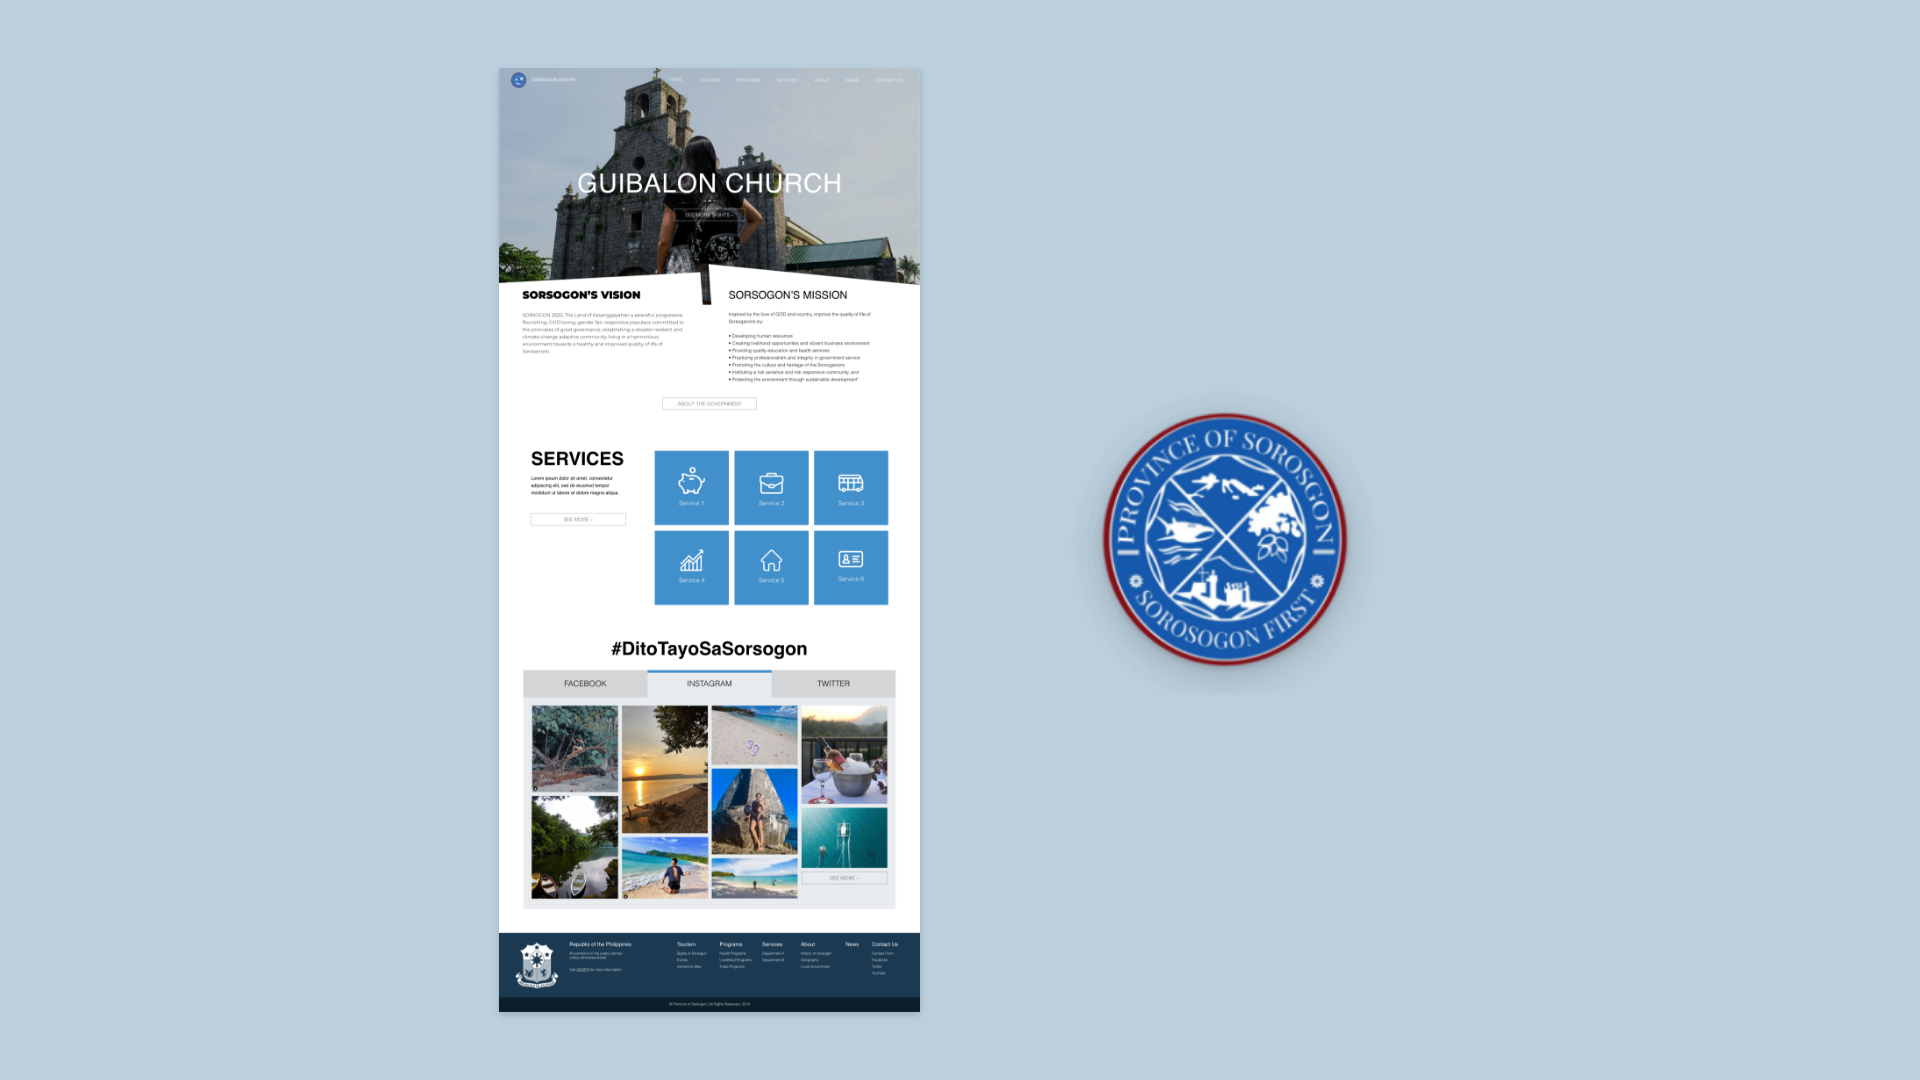 HOME
TOURISM
PROGRAMS
SERVICES
ABOUT
NEWS
CONTACT US
GUIBALON CHURCH
SEE MORE SIGHTS >
SORSOGON'S VISION
SORSOGON 2020. The Land of Kasanggayahan a peaceful, progressive,
flourishing, GOD loving, gender fair, responsive populace committed to
the principles of good governance, establishing a disaster resilient and
climate change adaptive community living in a harmonious
environment towards a healthy and improved quality of life of
Sorsoganons.
SORSOGON'S MISSION
Inspired by the love of GOD and country, improve the quality of life of
Sorsoganons by:
• Developing human resources
• Creating livelihood opportunities and vibrant business environment
• Providing quality education and health services
• Practicing professionalism and integrity in government service
• Promoting the culture and heritage of the Sorsoganons
• Instituting a risk sensitive and risk responsive community, and
• Protecting the environment through sustainable development"
ABOUT THE GOVERNMENT
SERVICES
Lorem ipsum dolor sit amet, consectetur
adipiscing elit, sed do eiusmod tempor
incididunt ut labore et dolore magna aliqua.
SEE MORE >
Service 1
Service 2
Service 3
Service 4
Service 5
Service 6
#DitoTayoSaSorsogon
FACEBOOK
INSTAGRAM
TWITTER
SEE MORE >
Republic of the Philippines
All content is in the public domain
unless otherwise stated.
Visit GOVPH for more information.
Tourism
Sights of Sorsogon
Events
Interactive Map
Programs
Health Programs
Livelihood Programs
Trade Programs
Services
Department A
Department B
About
History of Sorsogon
Geography
Local Government
News
Contact Us
Contact Form
Facebook
Twitter
YouTube
© Province of Sorsogon | All Rights Reserved, 2019
PROVINCE OF SOROSGON
SOROSOGON FIRST